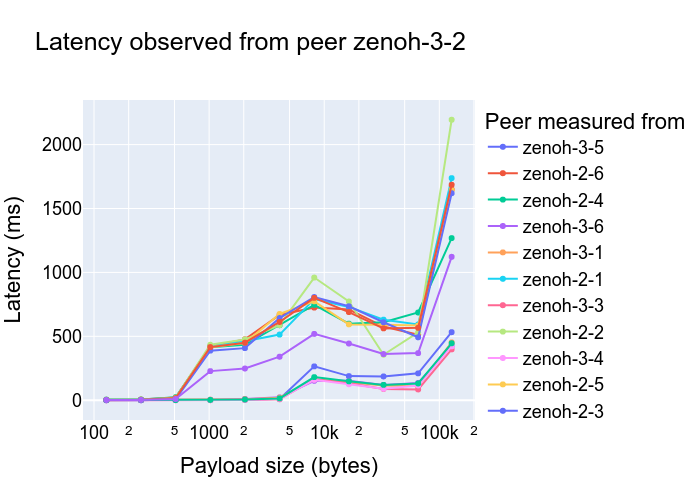 Latency observed from peer zenoh-3-2
Peer measured from
zenoh-3-5
zenoh-2-6
zenoh-2-4
zenoh-3-6
zenoh-3-1
zenoh-2-1
zenoh-3-3
zenoh-2-2
zenoh-3-4
zenoh-2-5
zenoh-2-3
Latency (ms)
2000
1500
1000
500
0
100 2 5 1000 2 5 10k 2 5 100k 2
Payload size (bytes)